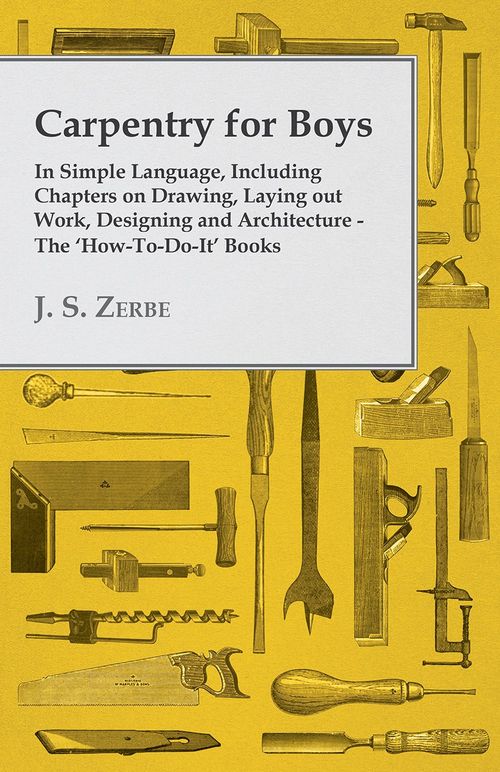 Carpentry for Boys
In Simple Language, Including
Chapters on Drawing, Laying out
Work, Designing and Architecture -
The ‘How-To-Do-It’ Books
J. S. Zerbe